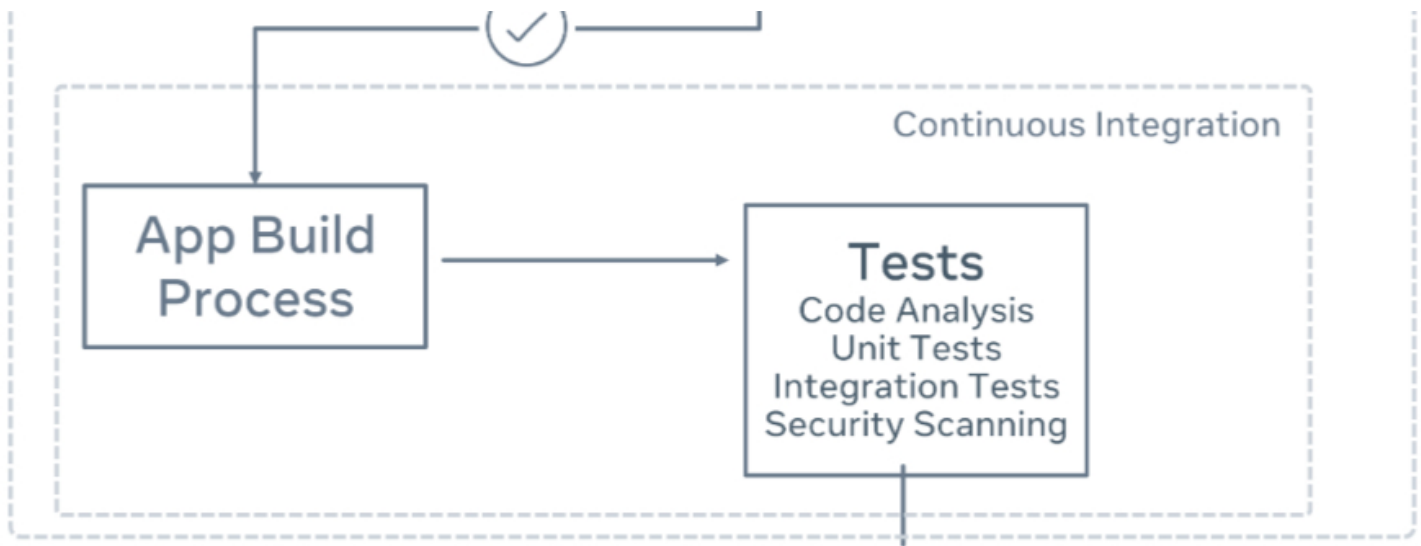 Continuous Integration
App Build
Process
Tests
Code Analysis
Unit Tests
Integration Tests
Security Scanning